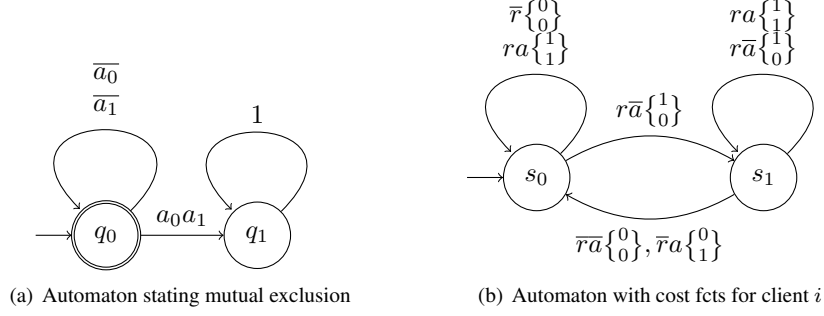 $\overline{a_0}$
$\overline{a_1}$
1
$a_0 a_1$
$q_0$
$q_1$
(a) Automaton stating mutual exclusion
$\overline{r}\{^0_0\}$
$ra\{^1_1\}$
$ra\{^1_1\}$
$r\overline{a}\{^1_0\}$
$r\overline{a}\{^1_0\}$
$s_0$
$s_1$
$\overline{ra}\{^0_0\}, \overline{r}a\{^0_1\}$
(b) Automaton with cost fcts for client $i$